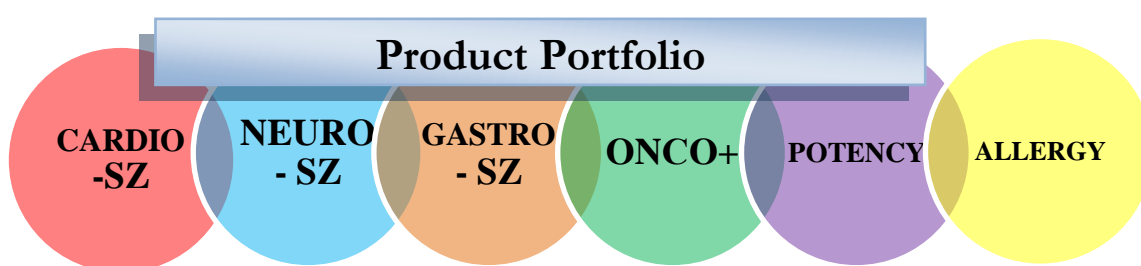 Product Portfolio
CARDIO
-SZ
NEURO
- SZ
GASTRO
- SZ
ONCO+
POTENCY
ALLERGY